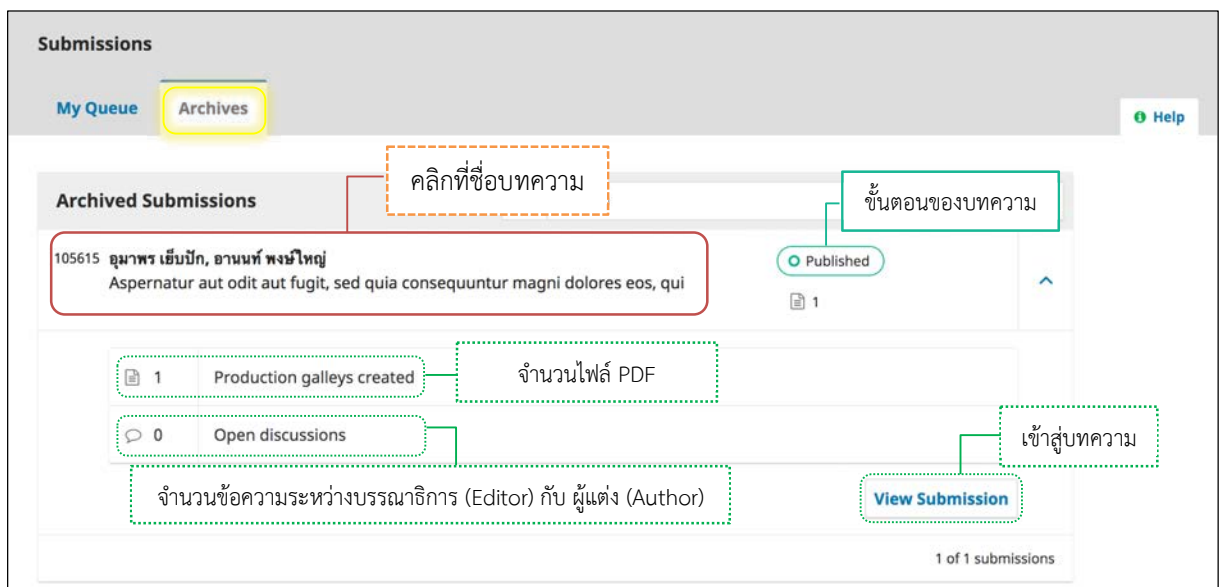 Submissions
My Queue
Archives
Help
คลิกที่ชื่อบทความ
Archived Submissions
ขั้นตอนของบทความ
105615 อุมาพร เย็บปัก, อานนท์ พงษ์ใหญ่
Aspernatur aut odit aut fugit, sed quia consequuntur magni dolores eos, qui
Published
1
1 Production galleys created
จำนวนไฟล์ PDF
0 Open discussions
เข้าสู่บทความ
จำนวนข้อความระหว่างบรรณาธิการ (Editor) กับ ผู้แต่ง (Author)
View Submission
1 of 1 submissions